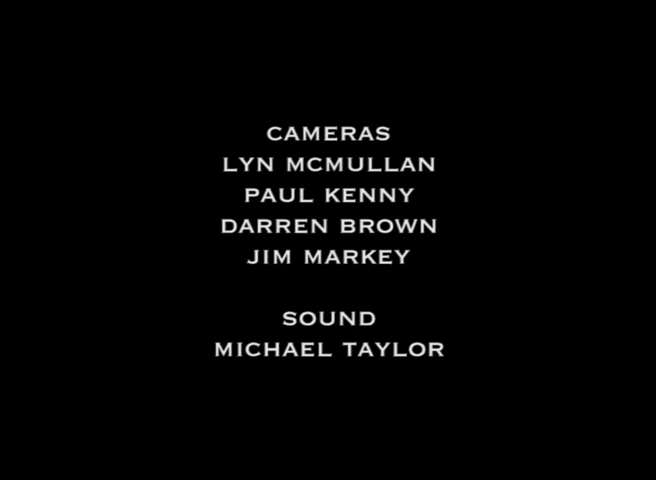 CAMERAS
LYN MCMULLAN
PAUL KENNY
DARREN BROWN
JIM MARKEY
SOUND
MICHAEL TAYLOR